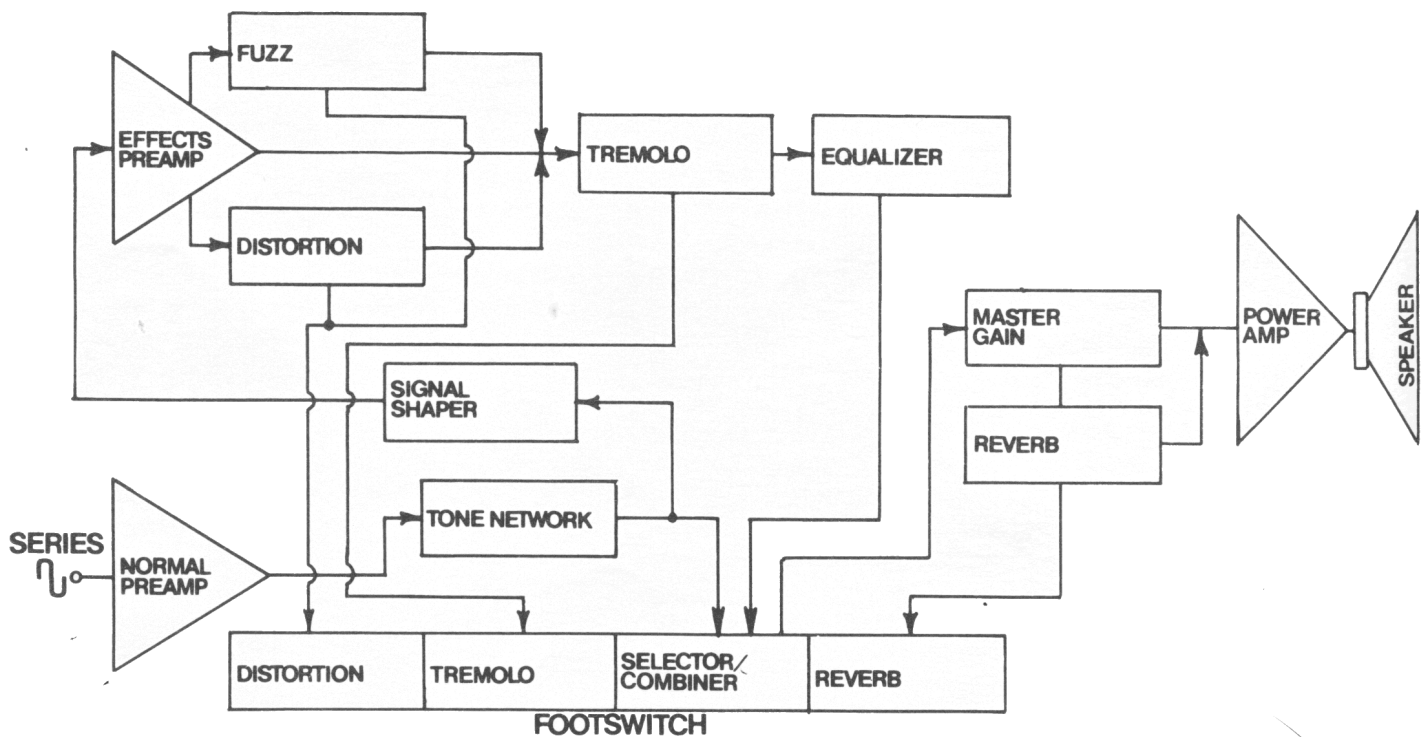 FUZZ
EFFECTS
PREAMP
TREMOLO
EQUALIZER
DISTORTION
MASTER
GAIN
POWER
AMP
SPEAKER
SIGNAL
SHAPER
REVERB
TONE NETWORK
SERIES
NORMAL
PREAMP
DISTORTION
TREMOLO
SELECTOR/
COMBINER
REVERB
FOOTSWITCH